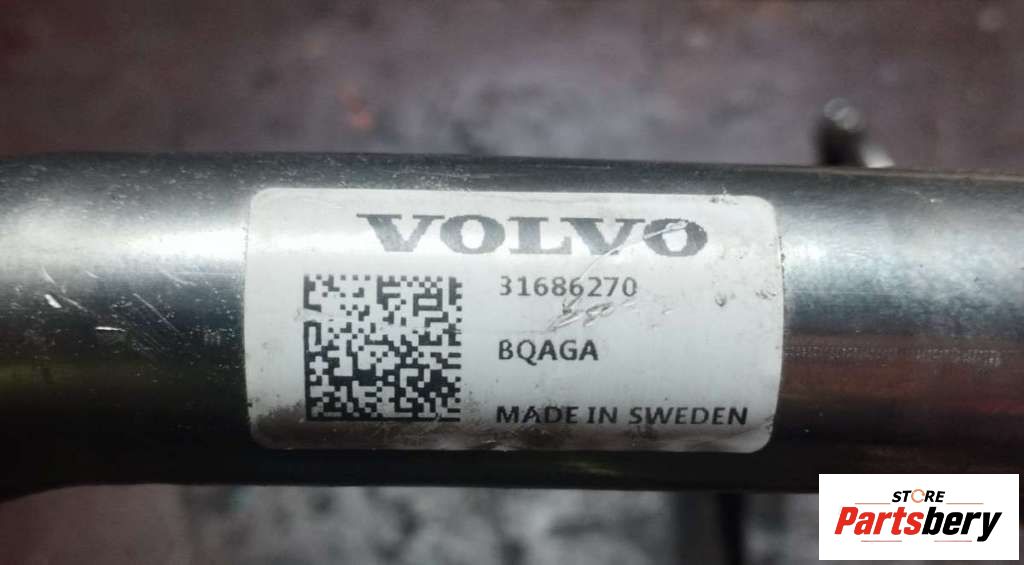 VOLVO
31686270
BQAGA
MADE IN SWEDEN
STORE
Partsbery